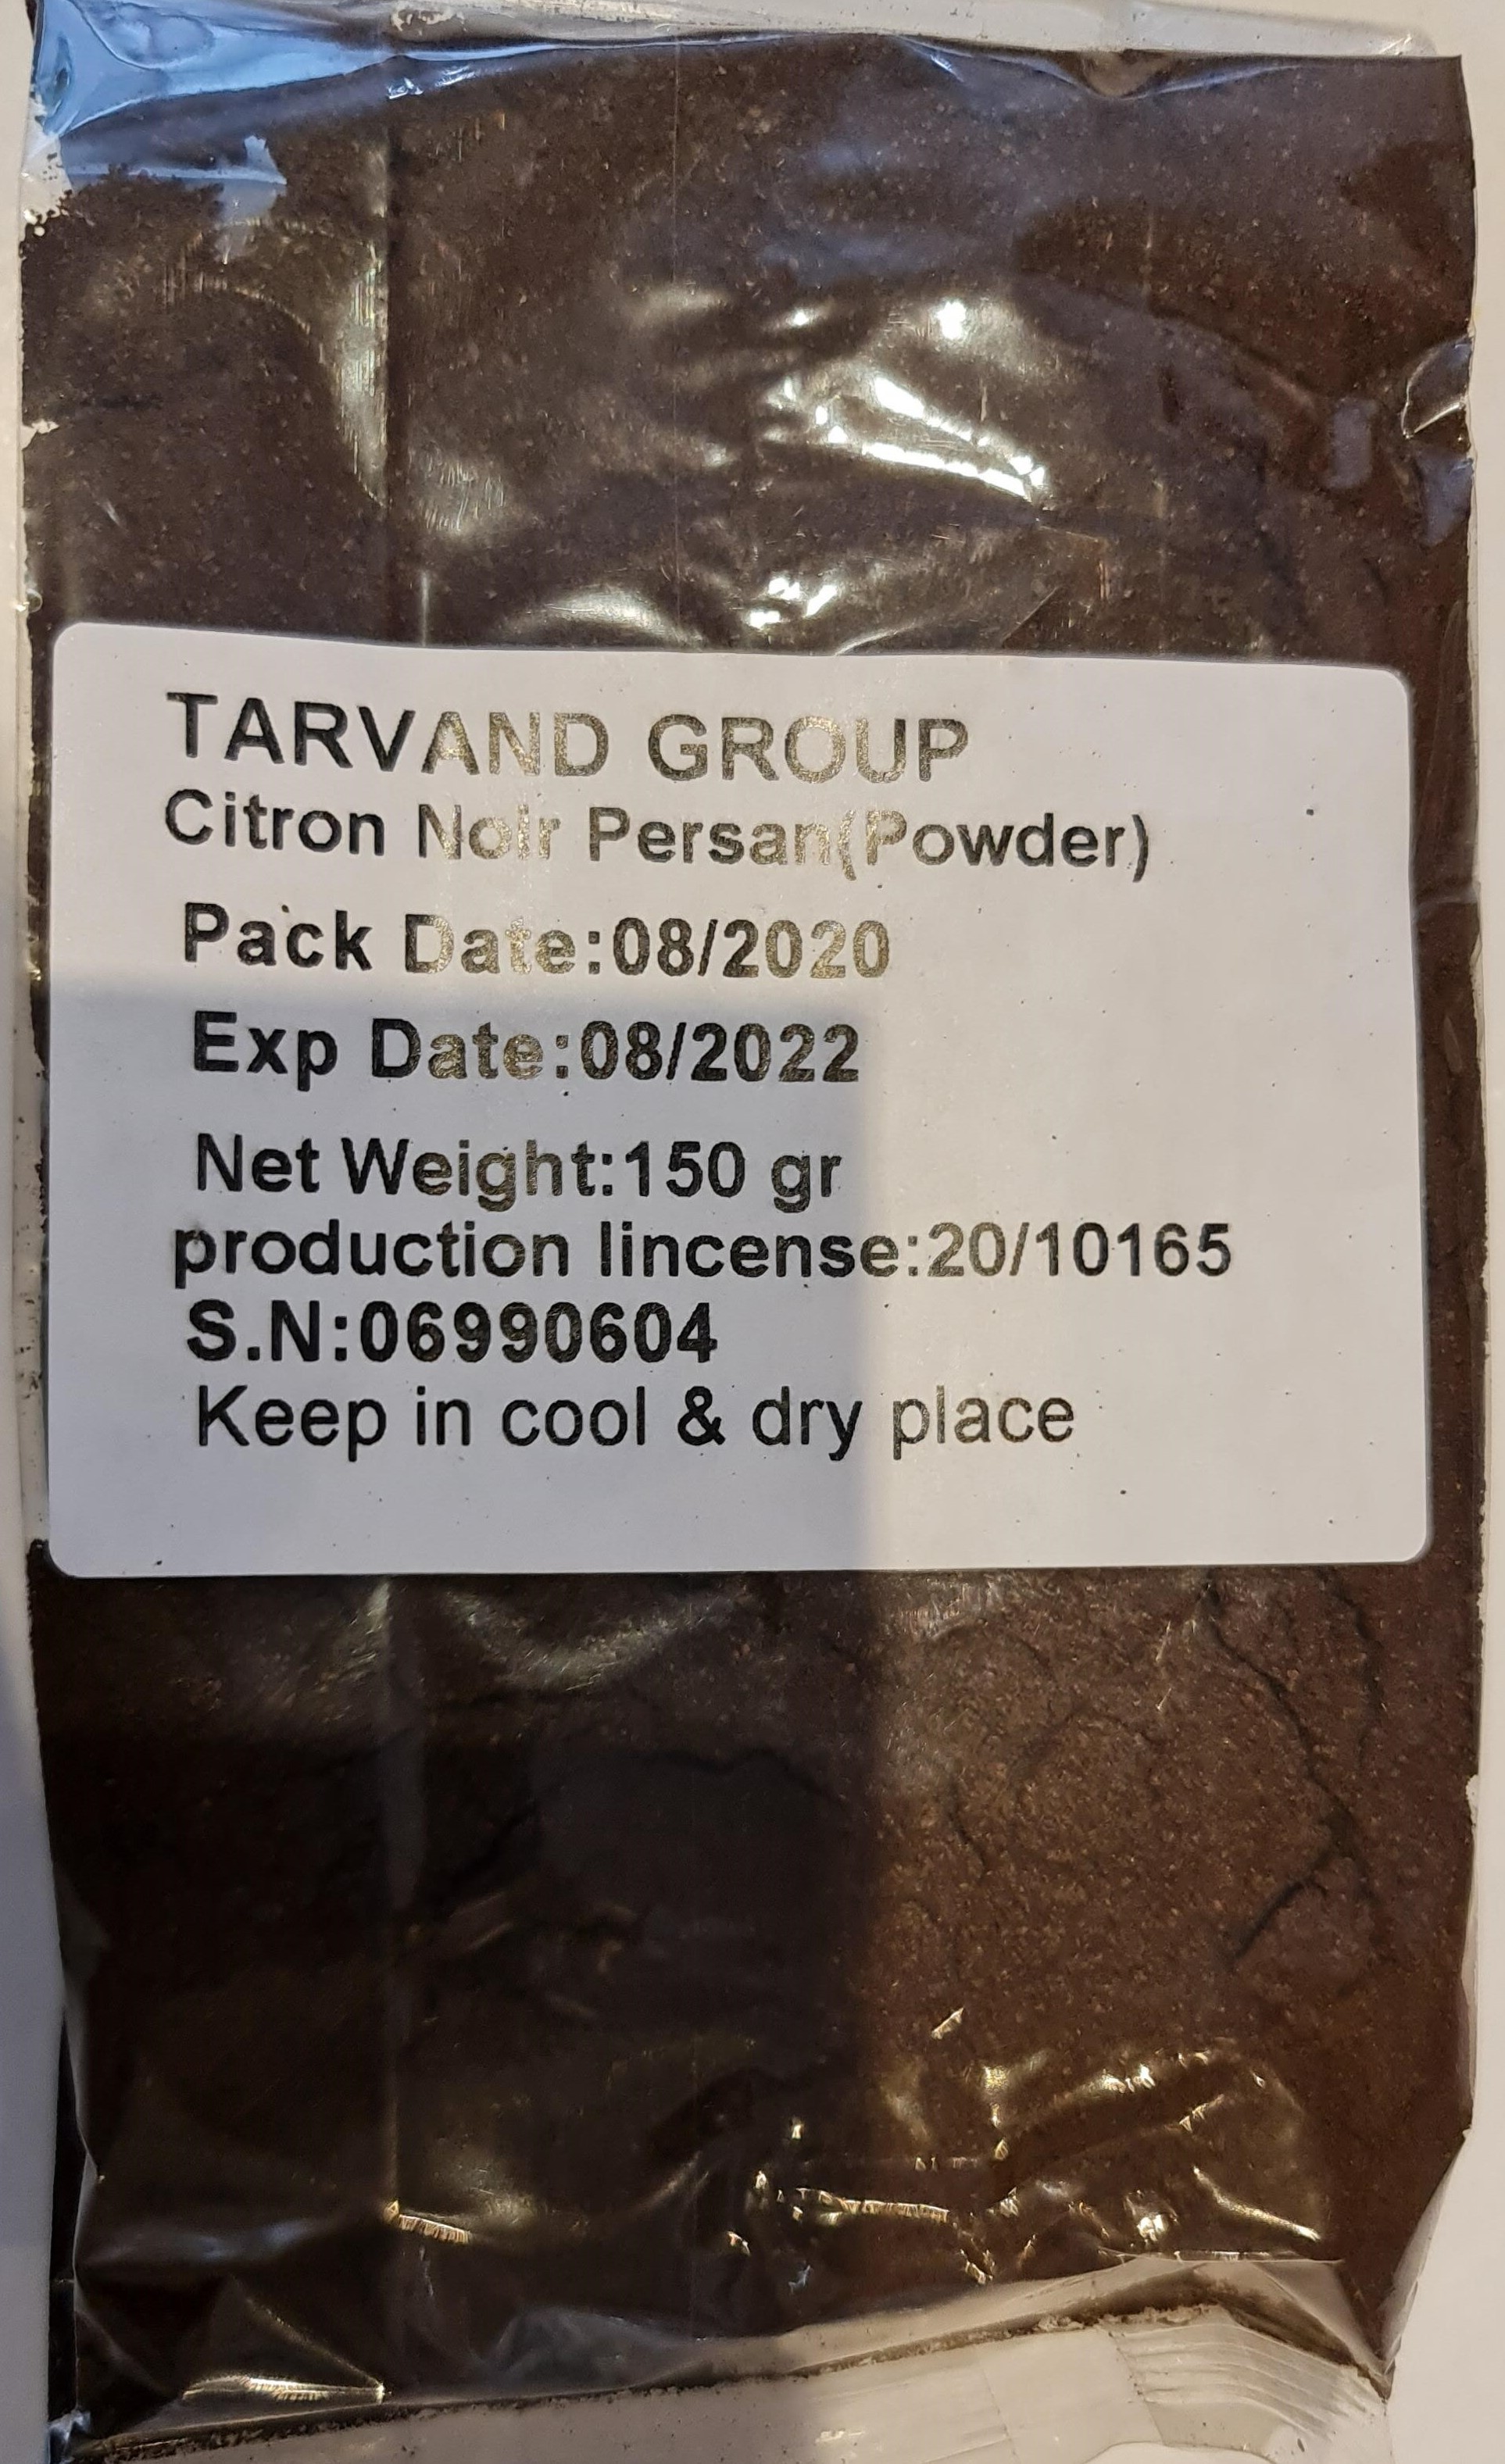 TARVAND GROUP
Citron Noir Persan(Powder)
Pack Date:08/2020
Exp Date:08/2022
Net Weight:150 gr
production lincense:20/10165
S.N:06990604
Keep in cool & dry place